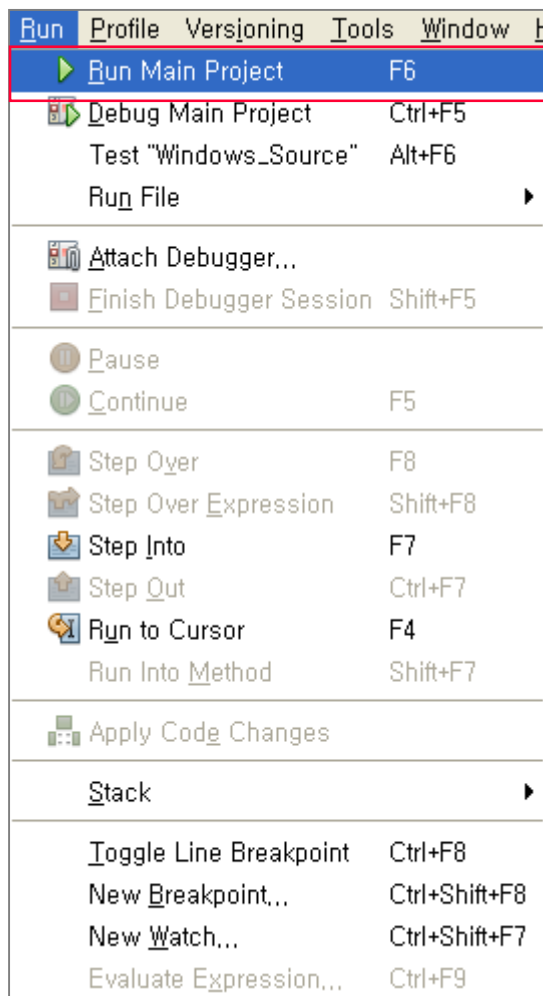 Run Profile Versioning Tools Window
Run Main Project F6
Debug Main Project Ctrl+F5
Test "Windows_Source" Alt+F6
Run File
Attach Debugger...
Finish Debugger Session Shift+F5
Pause
Continue F5
Step Over F8
Step Over Expression Shift+F8
Step Into F7
Step Out Ctrl+F7
Run to Cursor F4
Run Into Method Shift+F7
Apply Code Changes
Stack
Toggle Line Breakpoint Ctrl+F8
New Breakpoint... Ctrl+Shift+F8
New Watch... Ctrl+Shift+F7
Evaluate Expression... Ctrl+F9